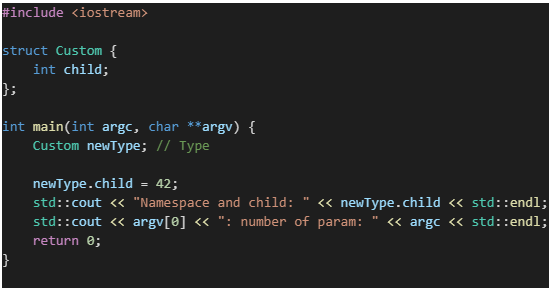 #include <iostream>

struct Custom {
    int child;
};

int main(int argc, char **argv) {
    Custom newType; // Type

    newType.child = 42;
    std::cout << "Namespace and child: " << newType.child << std::endl;
    std::cout << argv[0] << ": number of param: " << argc << std::endl;
    return 0;
}